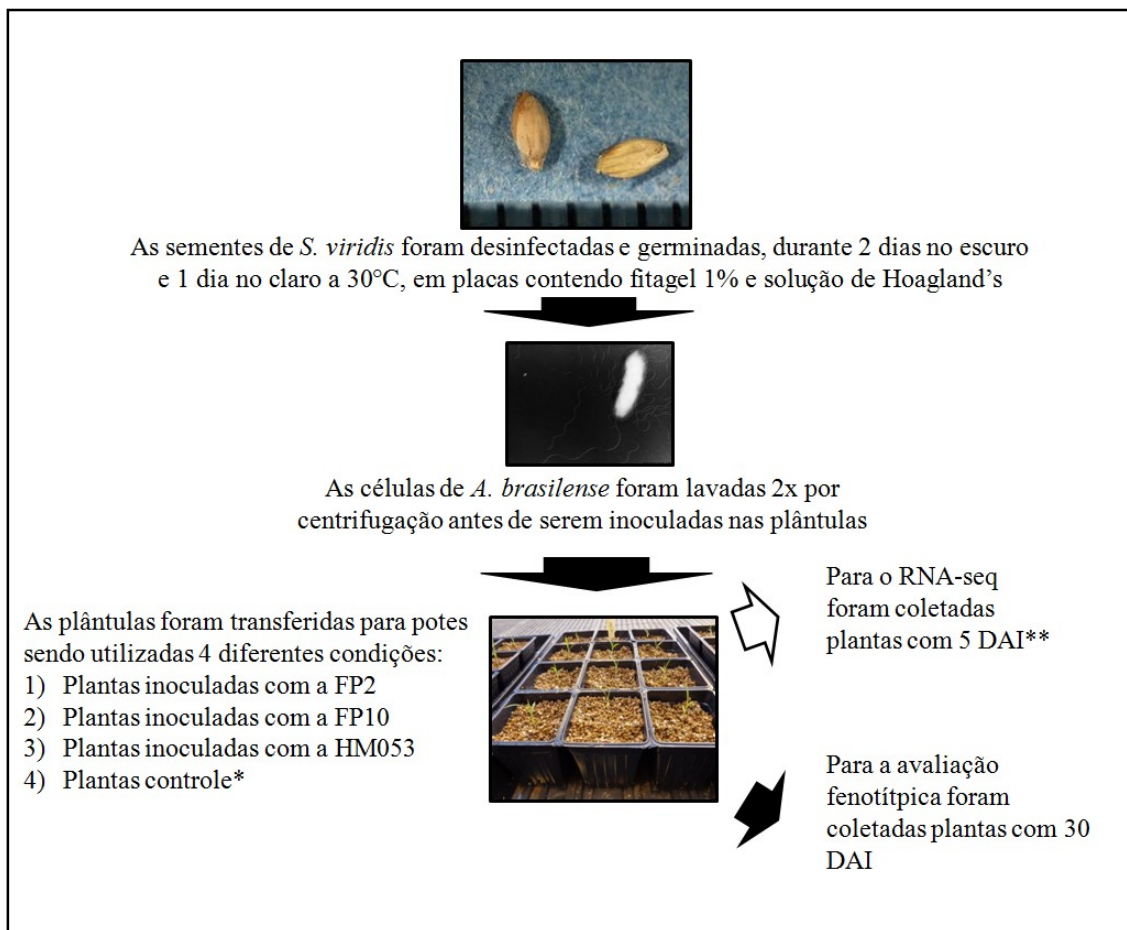 As sementes de S. viridis foram desinfectadas e germinadas, durante 2 dias no escuro
e 1 dia no claro a 30°C, em placas contendo fitagel 1% e solução de Hoagland’s
As células de A. brasilense foram lavadas 2x por
centrifugação antes de serem inoculadas nas plântulas
As plântulas foram transferidas para potes
sendo utilizadas 4 diferentes condições:
1) Plantas inoculadas com a FP2
2) Plantas inoculadas com a FP10
3) Plantas inoculadas com a HM053
4) Plantas controle*
Para o RNA-seq
foram coletadas
plantas com 5 DAI**
Para a avaliação
fenotítpica foram
coletadas plantas com 30
DAI